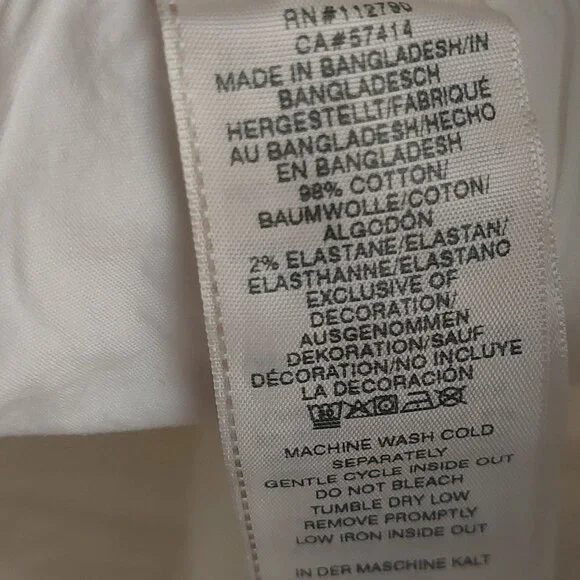 RN#112790
CA#57414
MADE IN BANGLADESH/IN
BANGLADESCH
HERGESTELLT/FABRIQUÉ
AU BANGLADESH/HECHO
EN BANGLADESH
98% COTTON/
BAUMWOLLE/COTON/
ALGODÓN
2% ELASTANE/ELASTAN/
ELASTHANNE/ELASTANO
EXCLUSIVE OF
DECORATION/
AUSGENOMMEN
DEKORATION/SAUF
DÉCORATION/NO INCLUYE
LA DECORACIÓN
MACHINE WASH COLD
SEPARATELY
GENTLE CYCLE INSIDE OUT
DO NOT BLEACH
TUMBLE DRY LOW
REMOVE PROMPTLY
LOW IRON INSIDE OUT
IN DER MASCHINE KALT